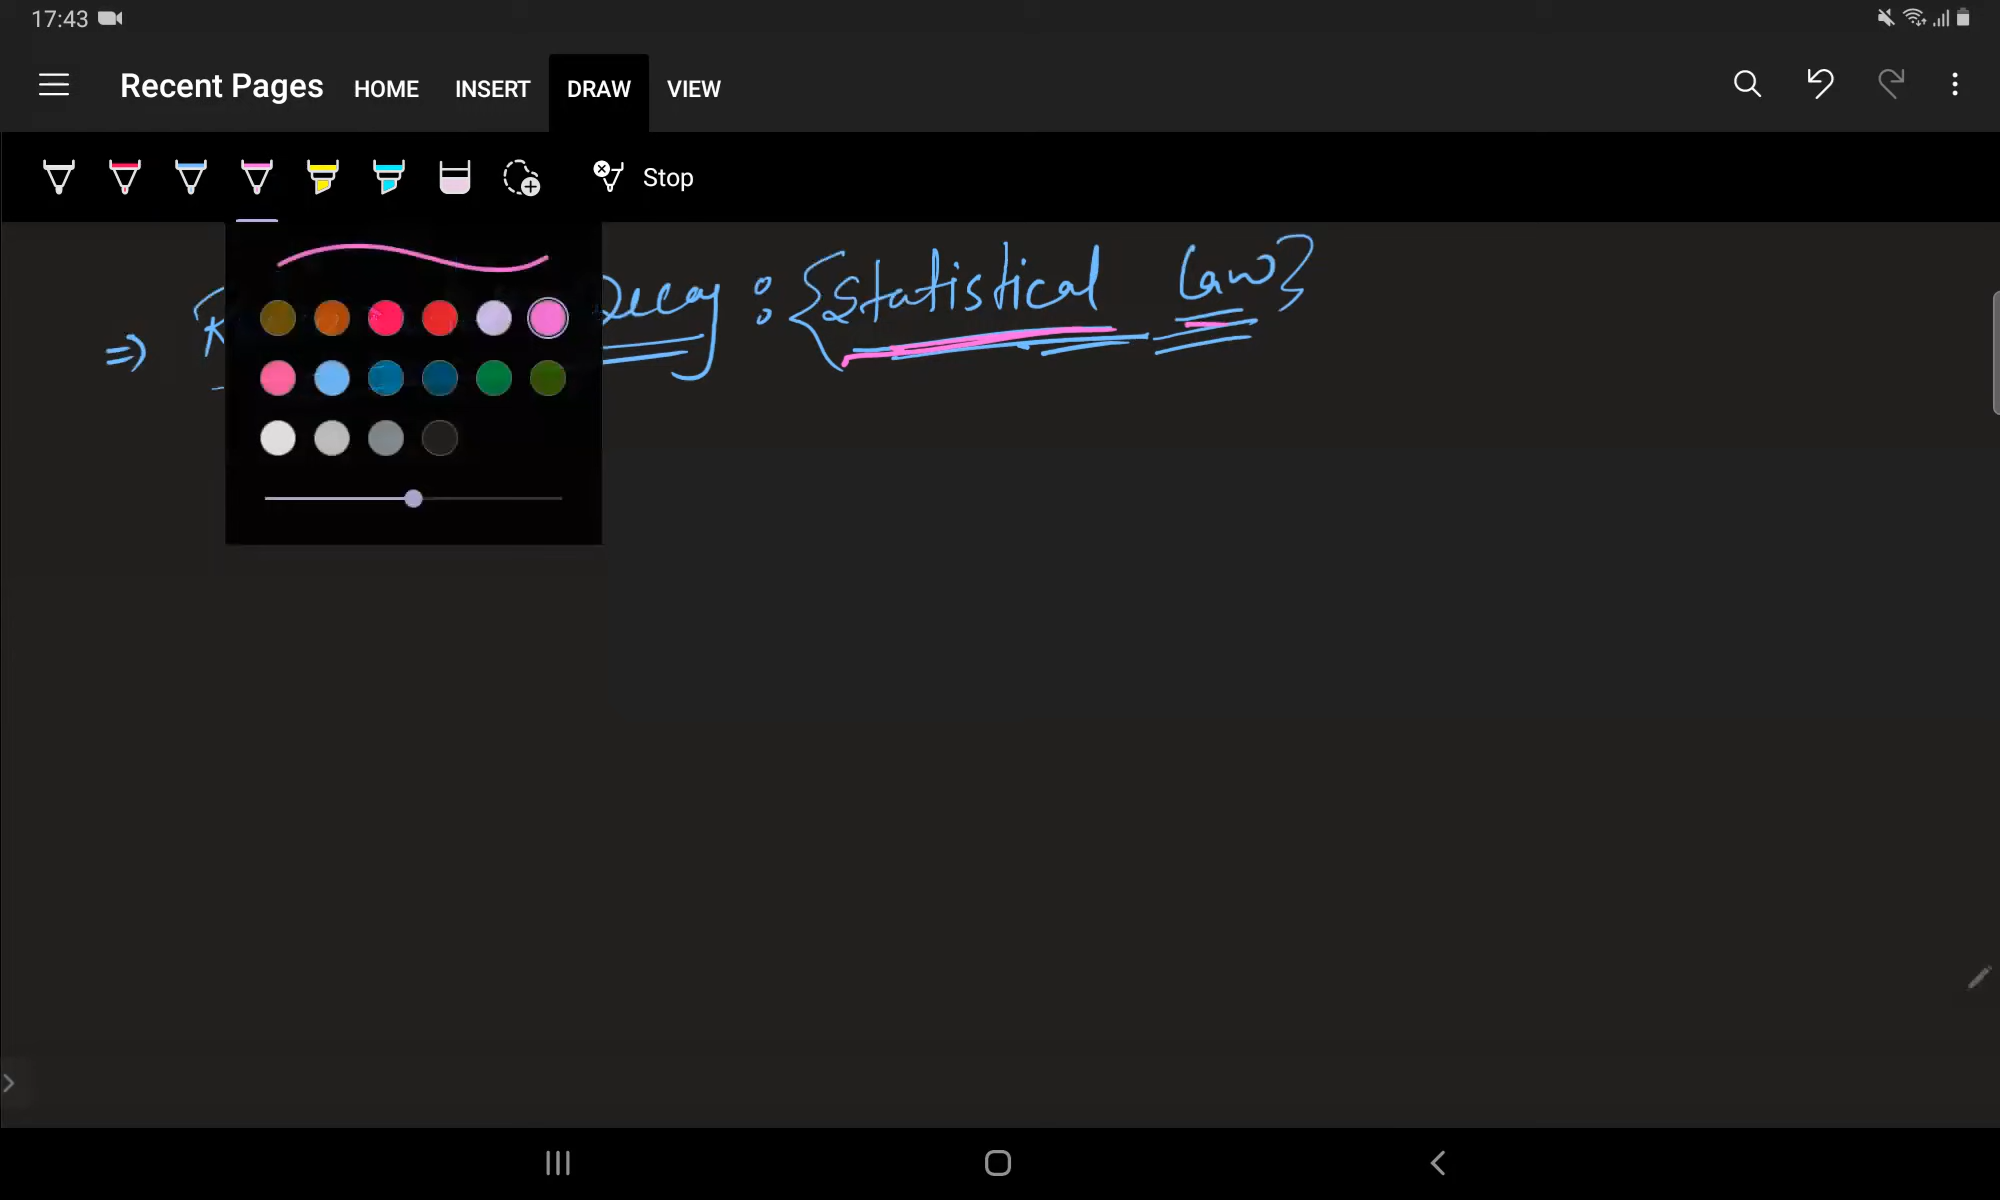 17:43
Recent Pages HOME INSERT DRAW VIEW
Stop
⇒ Decay : {Statistical Law}